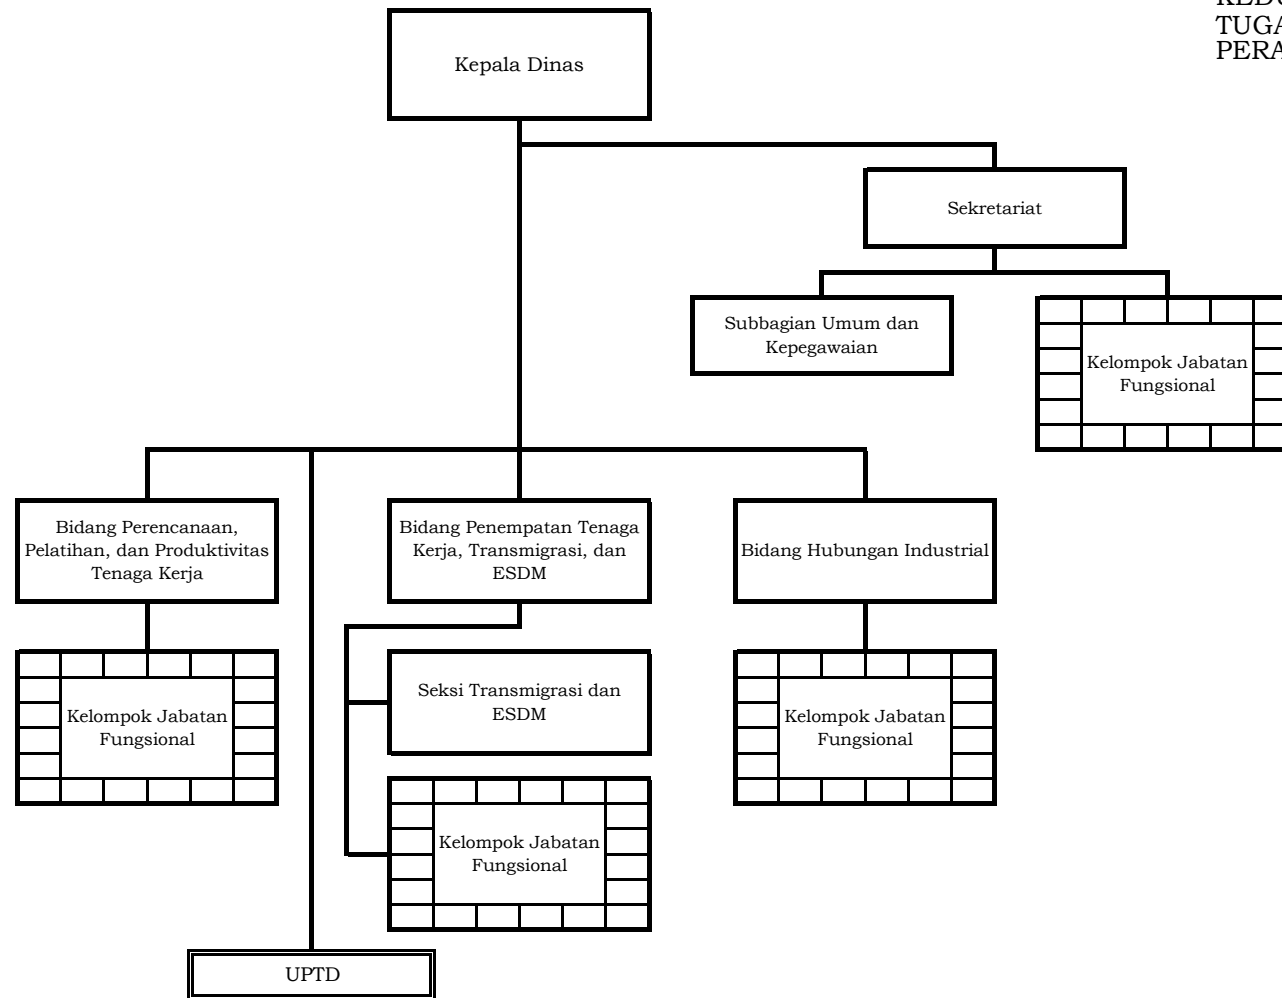 TUGA
PERA
Kepala Dinas
Sekretariat
Subbagian Umum dan
Kepegawaian
Kelompok Jabatan
Fungsional
Bidang Perencanaan,
Pelatihan, dan Produktivitas
Tenaga Kerja
Bidang Penempatan Tenaga
Kerja, Transmigrasi, dan
ESDM
Bidang Hubungan Industrial
Kelompok Jabatan
Fungsional
Seksi Transmigrasi dan
ESDM
Kelompok Jabatan
Fungsional
Kelompok Jabatan
Fungsional
UPTD